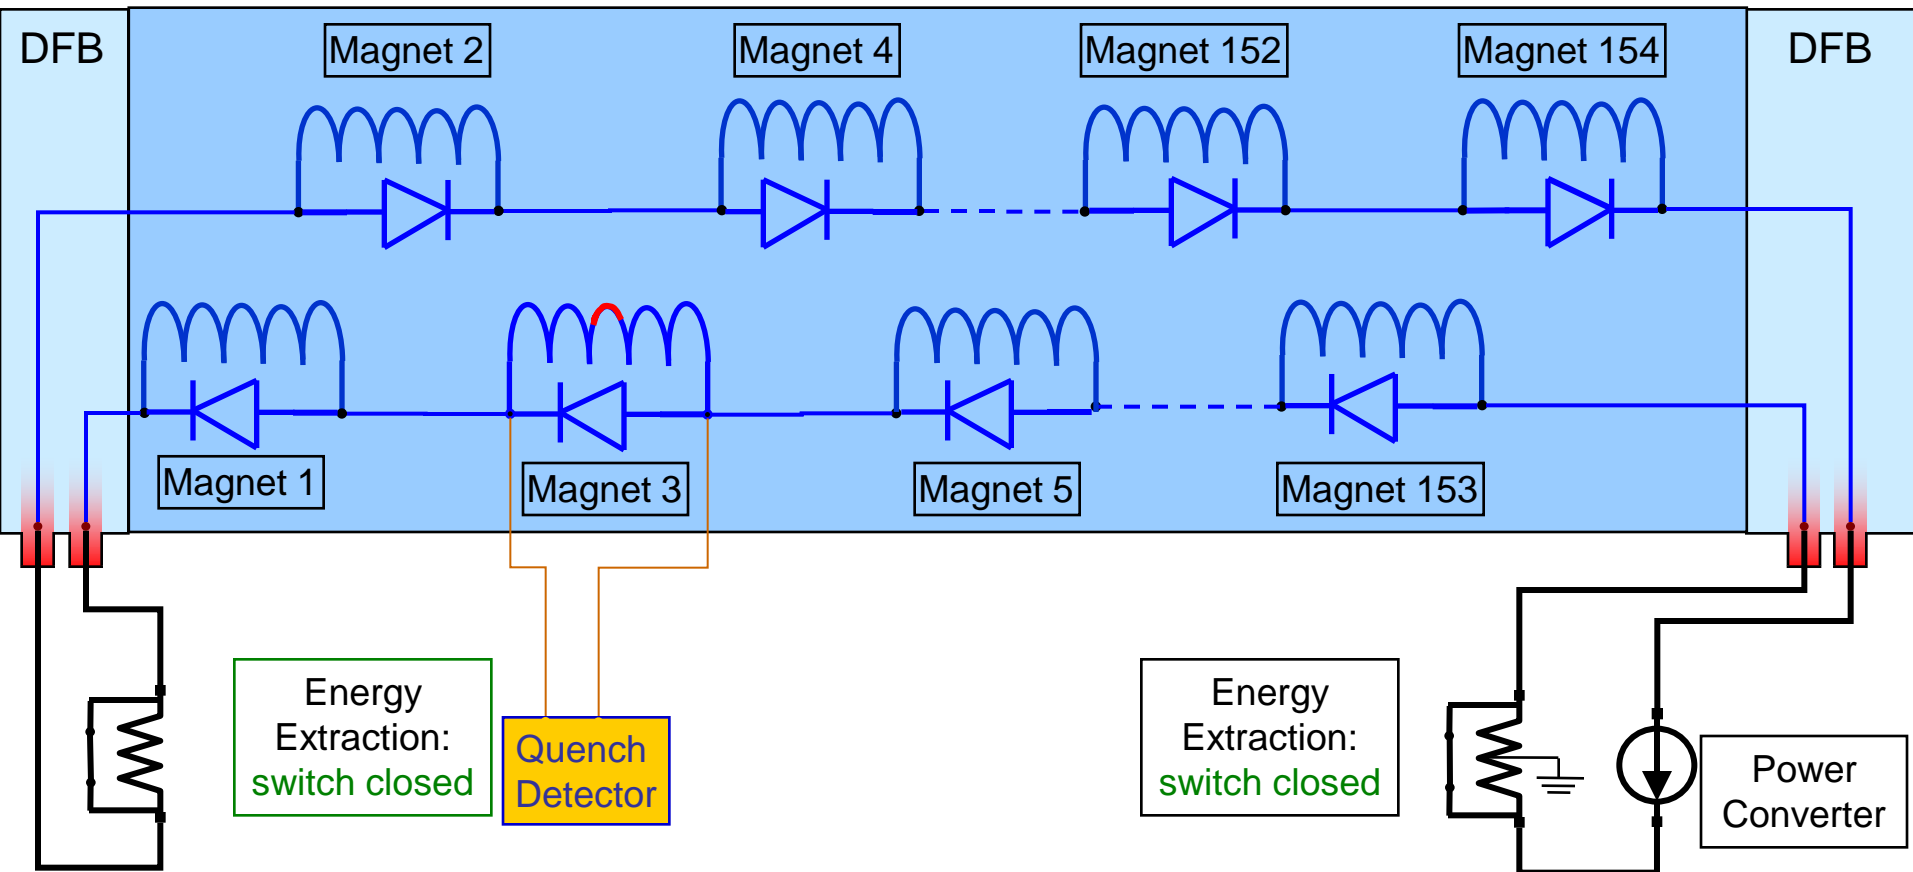 DFB
Magnet 2
Magnet 4
Magnet 152
Magnet 154
DFB
Magnet 1
Magnet 3
Magnet 5
Magnet 153
Energy
Extraction:
switch closed
Quench
Detector
Energy
Extraction:
switch closed
Power
Converter